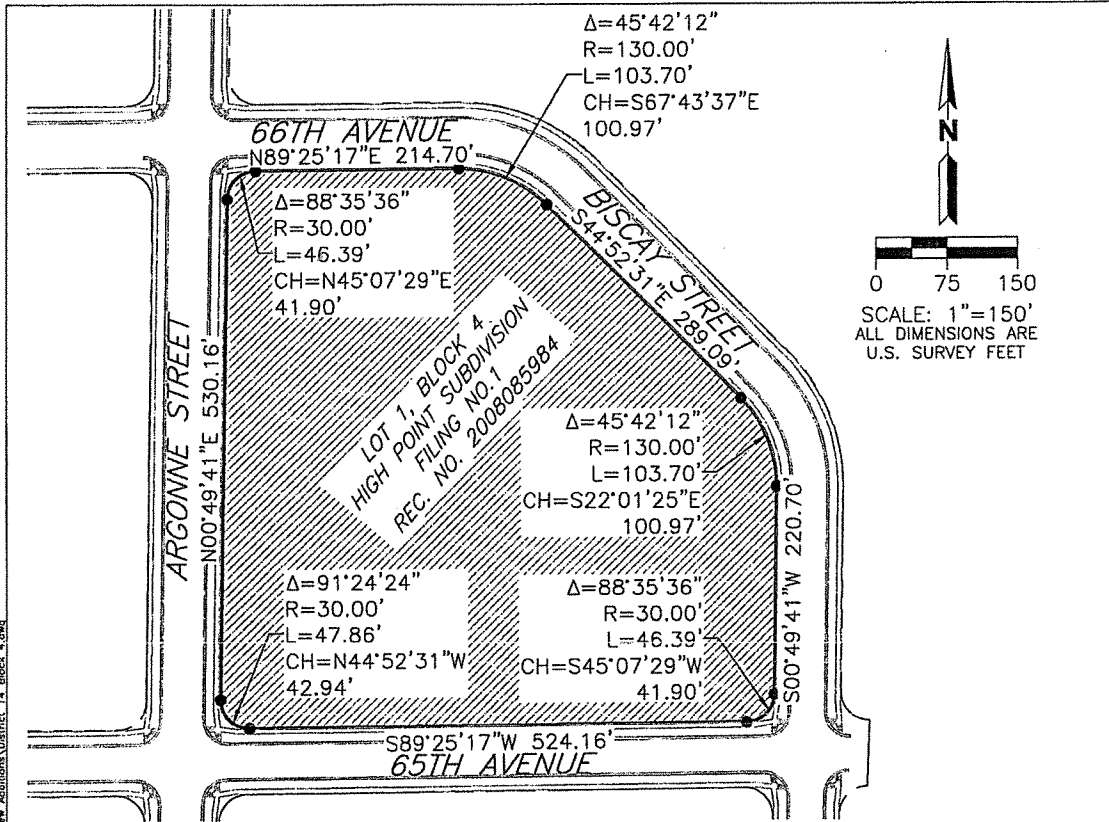 Δ=45°42'12"
R=130.00'
L=103.70'
CH=S67°43'37"E
100.97'
N
66TH AVENUE
N89°25'17"E 214.70'
Δ=88°35'36"
R=30.00'
L=46.39'
CH=N45°07'29"E
41.90'
BISCAY STREET
S44°52'31"E 289.09'
0 75 150
SCALE: 1"=150'
ALL DIMENSIONS ARE
U.S. SURVEY FEET
ARGONNE STREET
N00°49'41"E 530.16'
LOT 1, BLOCK 4
HIGH POINT SUBDIVISION
FILING NO.1
REC. NO. 2008085984
Δ=45°42'12"
R=130.00'
L=103.70'
CH=S22°01'25"E
100.97'
S00°49'41"W 220.70'
Δ=91°24'24"
R=30.00'
L=47.86'
CH=N44°52'31"W
42.94'
Δ=88°35'36"
R=30.00'
L=46.39'
CH=S45°07'29"W
41.90'
S89°25'17"W 524.16'
65TH AVENUE
Additions\District 14 Block 4.dwg